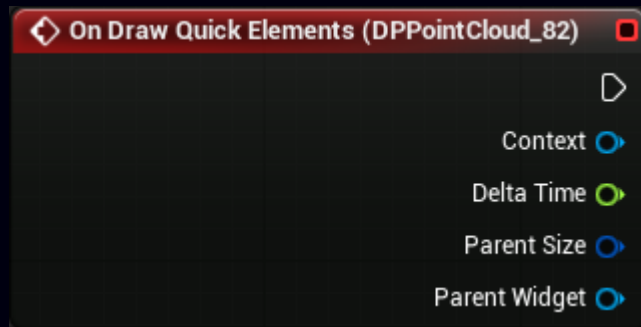 On Draw Quick Elements (DPPointCloud_82)
Context
Delta Time
Parent Size
Parent Widget